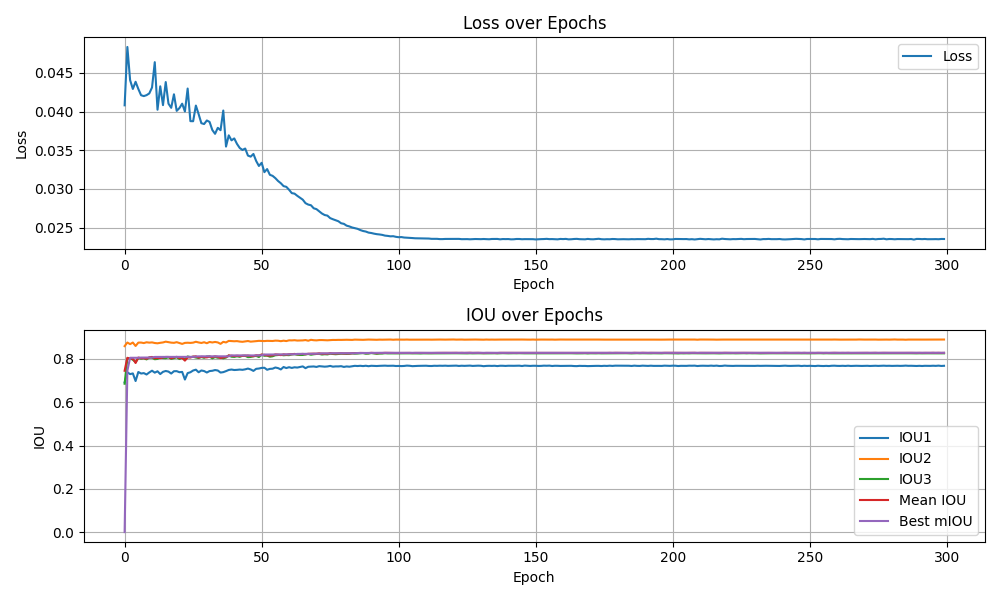 Loss over Epochs
Loss
0.045
0.040
0.035
0.030
0.025
Loss
0 50 100 150 200 250 300
Epoch
IOU over Epochs
0.8
0.6
0.4
0.2
0.0
IOU
IOU1
IOU2
IOU3
Mean IOU
Best mIOU
0 50 100 150 200 250 300
Epoch